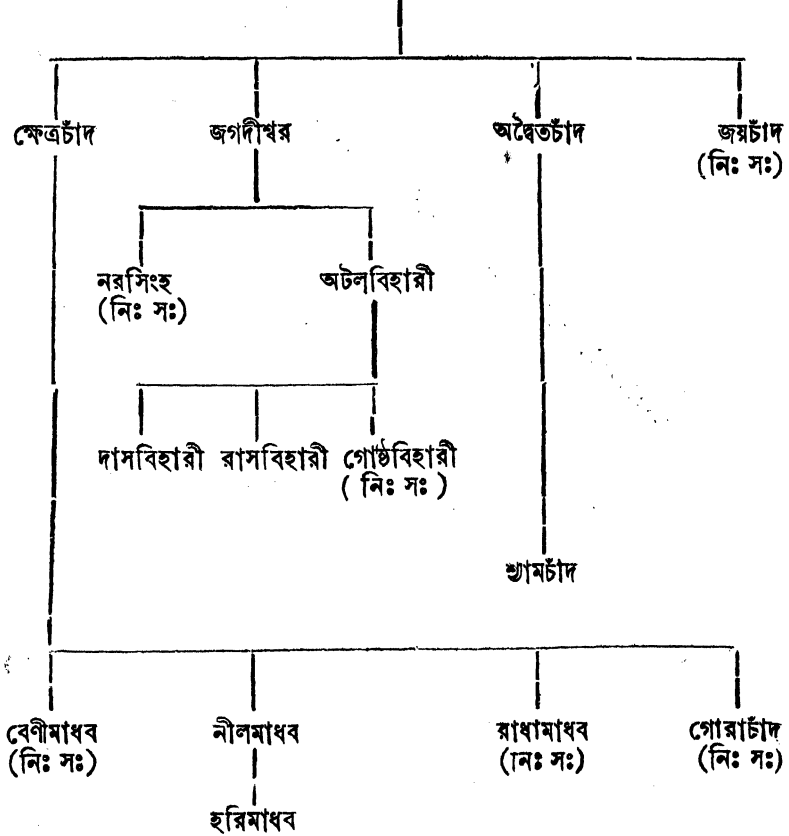 ক্ষেত্রচাঁদ জগদীশ্বর অদ্বৈতচাঁদ জয়চাঁদ
(নিঃ সঃ)
নরসিংহ অটলবিহারী
(নিঃ সঃ)
দাসবিহারী রাসবিহারী গোষ্ঠবিহারী
( নিঃ সঃ )
শ্যামচাঁদ
বেণীমাধব নীলমাধব রাধামাধব গোরাচাঁদ
(নিঃ সঃ) (নিঃ সঃ) (নিঃ সঃ)
হরিমাধব